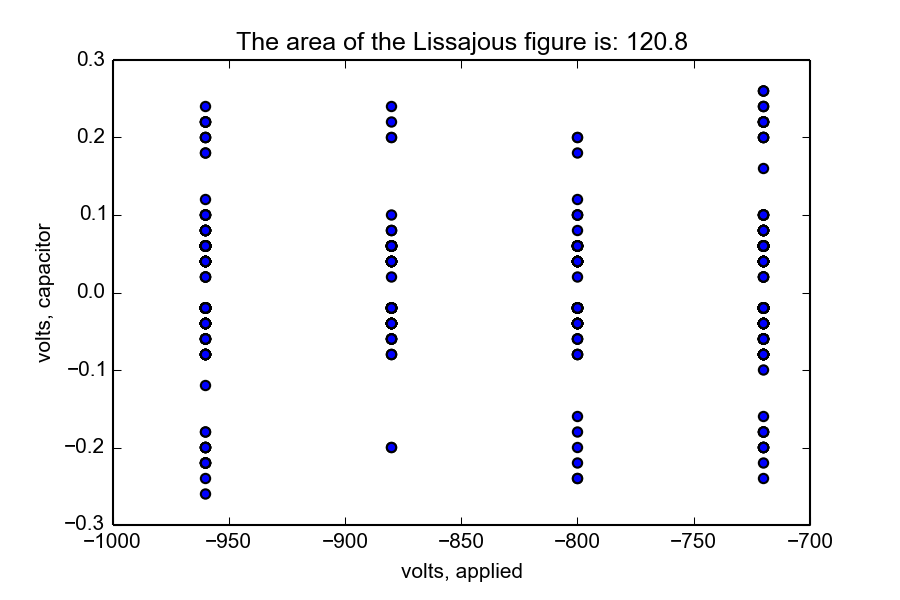 The area of the Lissajous figure is: 120.8
0.3
0.2
0.1
0.0
−0.1
−0.2
−0.3
volts, capacitor
−1000 −950 −900 −850 −800 −750 −700
volts, applied